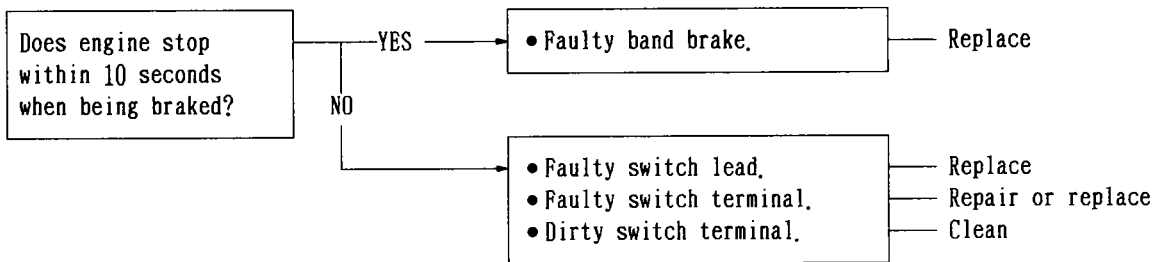 Does engine stop
within 10 seconds
when being braked?
YES
• Faulty band brake.
Replace
NO
• Faulty switch lead.
Replace
• Faulty switch terminal.
Repair or replace
• Dirty switch terminal.
Clean